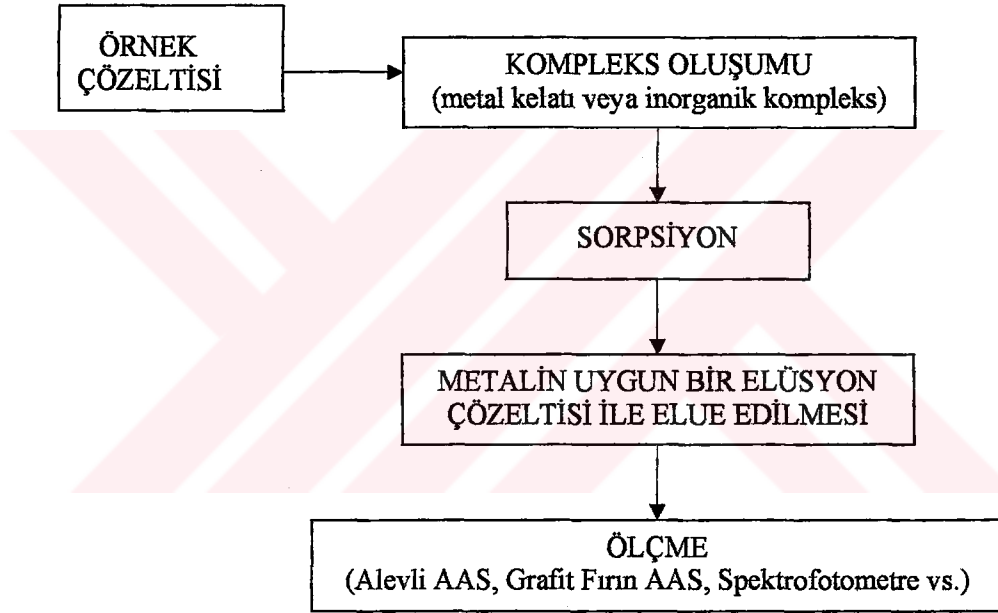 ÖRNEK
ÇÖZELTİSİ
KOMPLEKS OLUŞUMU
(metal kelatı veya inorganik kompleks)
SORPSİYON
METALİN UYGUN BİR ELÜSYON
ÇÖZELTİSİ İLE ELUE EDİLMESİ
ÖLÇME
(Alevli AAS, Grafit Fırın AAS, Spektrofotometre vs.)